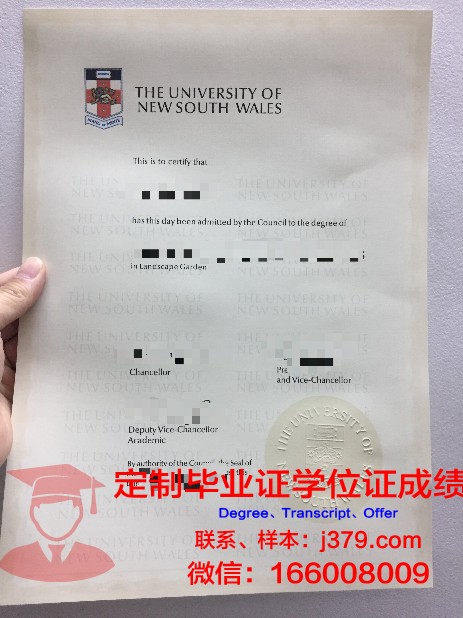 THE UNIVERSITY OF
NEW SOUTH WALES
This is to certify that
has this day been admitted by the Council to the degree of
in Landscape Garden
Chancellor
Pre
and Vice-Chancellor
Deputy Vice-Chancellor
Academic
By authority of the Council, the Seal of
定制毕业证学位证成绩
Degree、Transcript、Offer
联系、样本：j379.com
微信：166008009